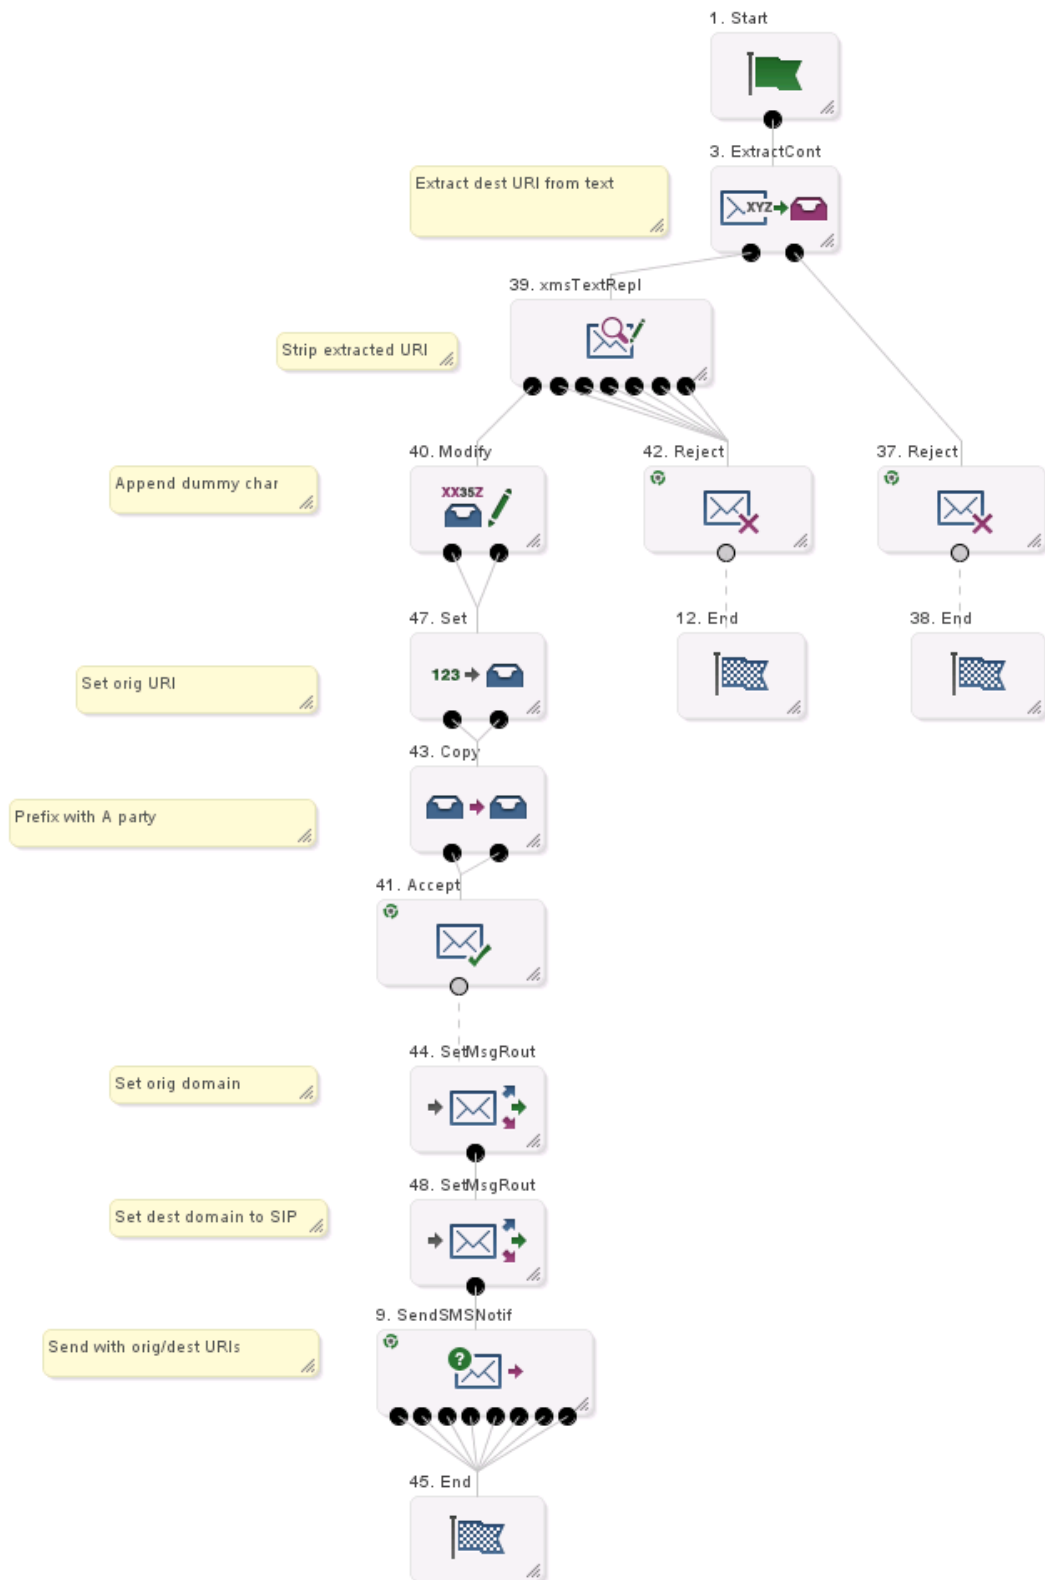 1. Start
3. ExtractCont
Extract dest URI from text
XYZ
39. xmsTextRepl
Strip extracted URI
40. Modify
42. Reject
37. Reject
Append dummy char
XX35Z
47. Set
12. End
38. End
Set orig URI
123
43. Copy
Prefix with A party
41. Accept
44. SetMsgRout
Set orig domain
48. SetMsgRout
Set dest domain to SIP
9. SendSMSNotif
Send with orig/dest URIs
?
45. End